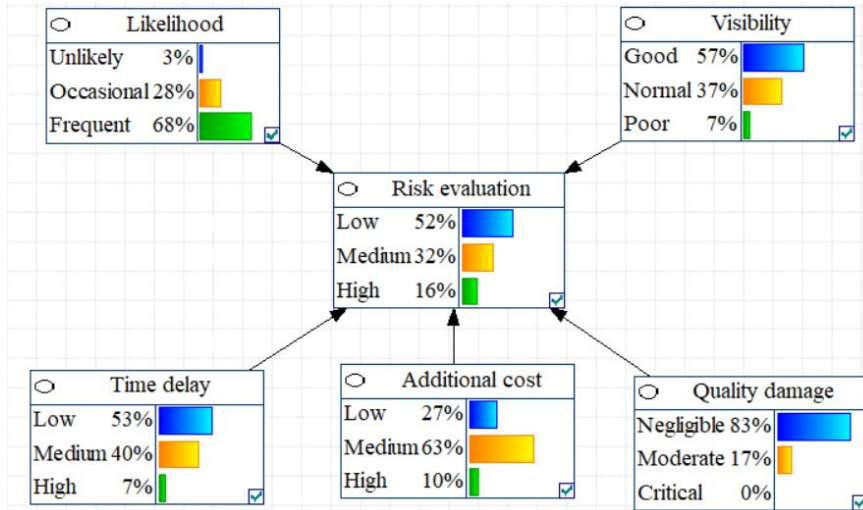 Likelihood
Unlikely 3%
Occasional 28%
Frequent 68%
Visibility
Good 57%
Normal 37%
Poor 7%
Risk evaluation
Low 52%
Medium 32%
High 16%
Time delay
Low 53%
Medium 40%
High 7%
Additional cost
Low 27%
Medium 63%
High 10%
Quality damage
Negligible 83%
Moderate 17%
Critical 0%